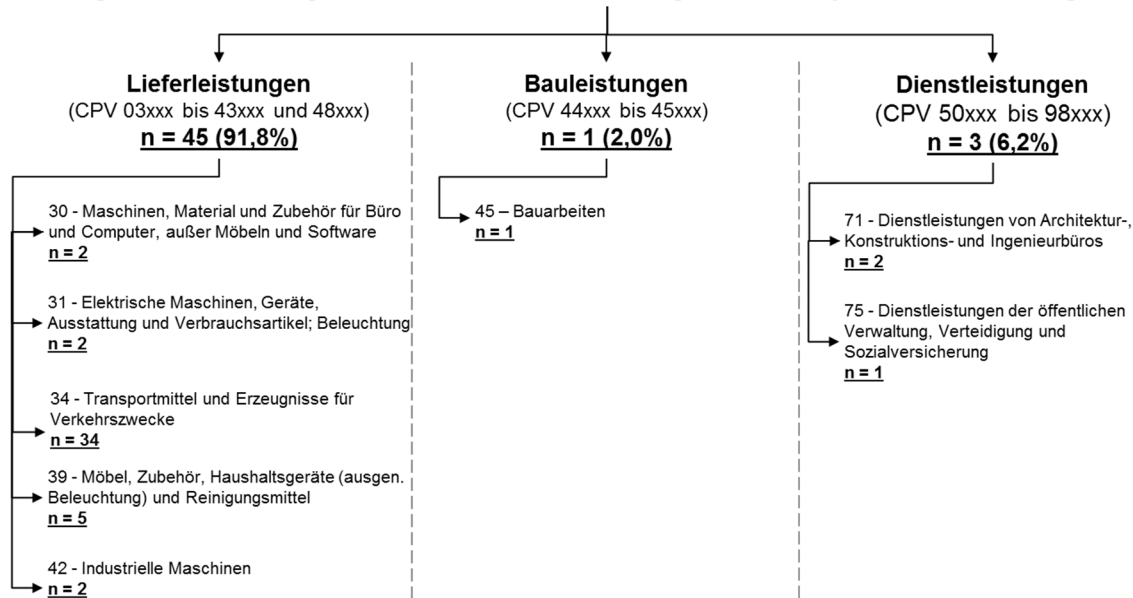 Lieferleistungen
(CPV 03xxx bis 43xxx und 48xxx)
n = 45 (91,8%)
30 - Maschinen, Material und Zubehör für Büro
und Computer, außer Möbeln und Software
n = 2
31 - Elektrische Maschinen, Geräte,
Ausstattung und Verbrauchsartikel; Beleuchtung
n = 2
34 - Transportmittel und Erzeugnisse für
Verkehrszwecke
n = 34
39 - Möbel, Zubehör, Haushaltsgeräte (ausgen.
Beleuchtung) und Reinigungsmittel
n = 5
42 - Industrielle Maschinen
n = 2
Bauleistungen
(CPV 44xxx bis 45xxx)
n = 1 (2,0%)
45 – Bauarbeiten
n = 1
Dienstleistungen
(CPV 50xxx bis 98xxx)
n = 3 (6,2%)
71 - Dienstleistungen von Architektur-,
Konstruktions- und Ingenieurbüros
n = 2
75 - Dienstleistungen der öffentlichen
Verwaltung, Verteidigung und
Sozialversicherung
n = 1